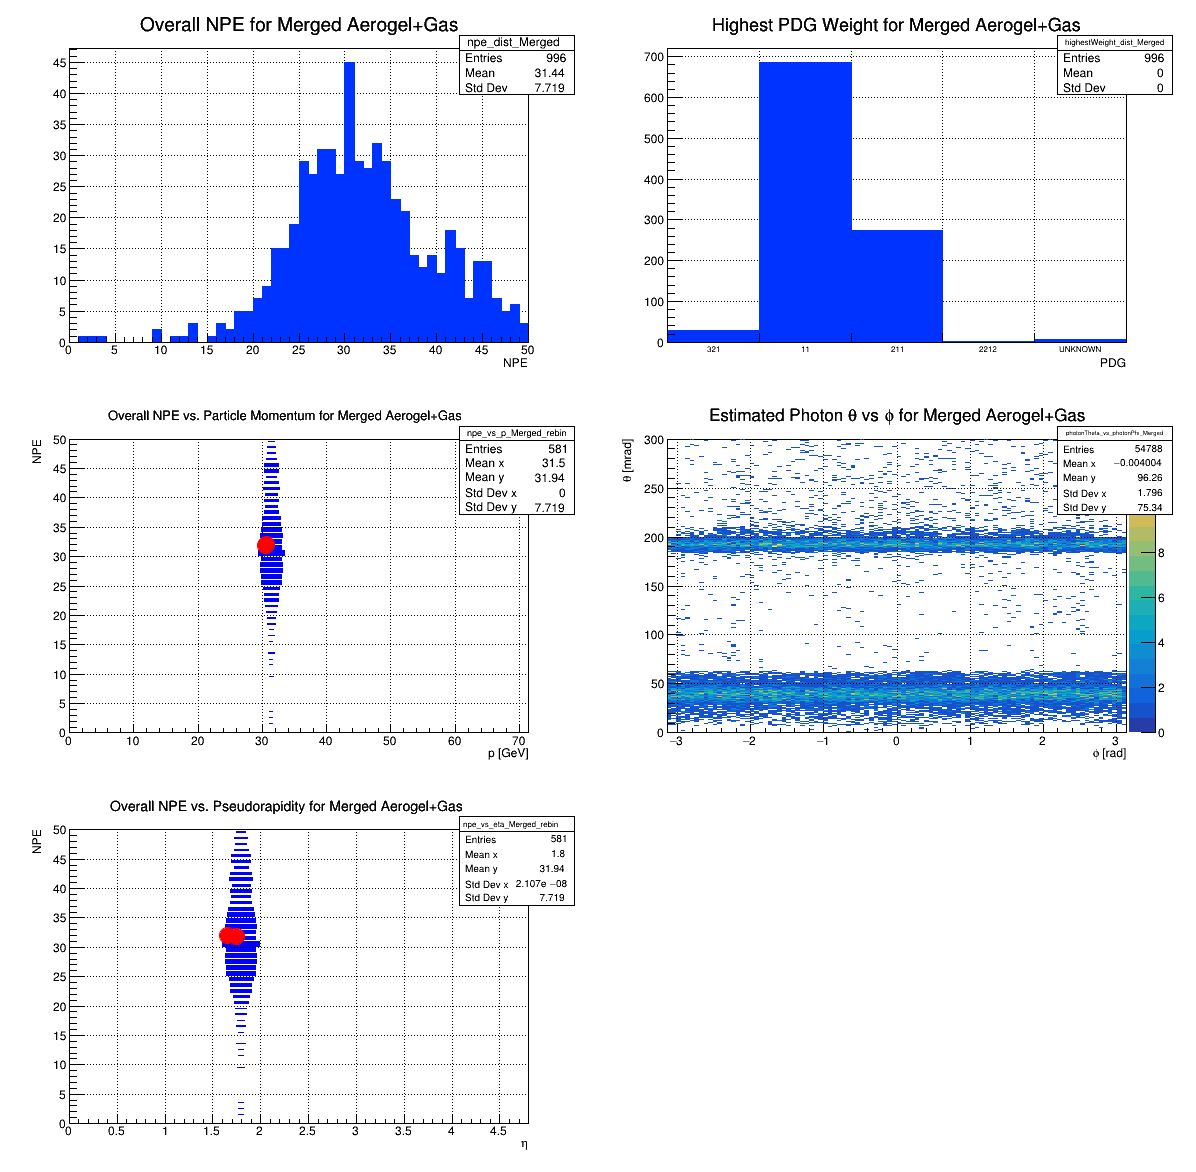 Overall NPE for Merged Aerogel+Gas
npe_dist_Merged
Entries 996
Mean 31.44
Std Dev 7.719
45
40
35
30
25
20
15
10
5
0
0 5 10 15 20 25 30 35 40 45 50
NPE
Highest PDG Weight for Merged Aerogel+Gas
highestWeight_dist_Merged
Entries 996
Mean 0
Std Dev 0
700
600
500
400
300
200
100
0
321 11 211 2212 UNKNOWN
PDG
Overall NPE vs. Particle Momentum for Merged Aerogel+Gas
npe_vs_p_Merged_rebin
Entries 581
Mean x 31.5
Mean y 31.94
Std Dev x 0
Std Dev y 7.719
NPE
50
45
40
35
30
25
20
15
10
5
0
0 10 20 30 40 50 60 70
p [GeV]
Estimated Photon θ vs ϕ for Merged Aerogel+Gas
photonTheta_vs_photonPhi_Merged
Entries 54788
Mean x −0.004004
Mean y 96.26
Std Dev x 1.796
Std Dev y 75.34
θ [mrad]
300
250
200
150
100
50
0
−3 −2 −1 0 1 2 3
ϕ [rad]
8
6
4
2
0
Overall NPE vs. Pseudorapidity for Merged Aerogel+Gas
npe_vs_eta_Merged_rebin
Entries 581
Mean x 1.8
Mean y 31.94
Std Dev x 2.107e −08
Std Dev y 7.719
NPE
50
45
40
35
30
25
20
15
10
5
0
0 0.5 1 1.5 2 2.5 3 3.5 4 4.5
η